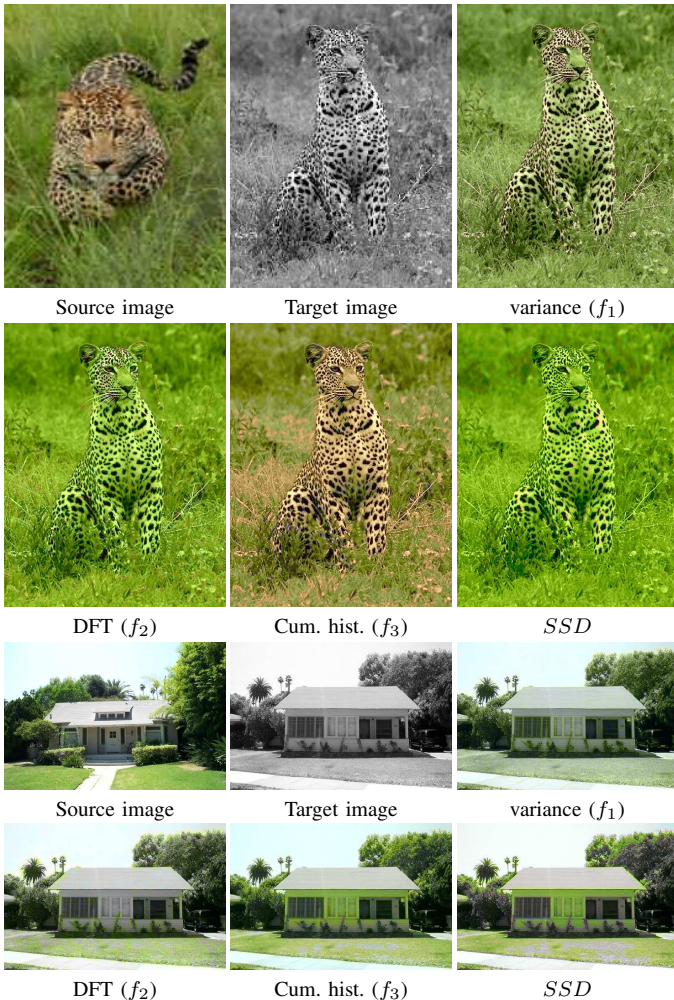 Source image Target image variance (f₁)
DFT (f₂) Cum. hist. (f₃) SSD
Source image Target image variance (f₁)
DFT (f₂) Cum. hist. (f₃) SSD